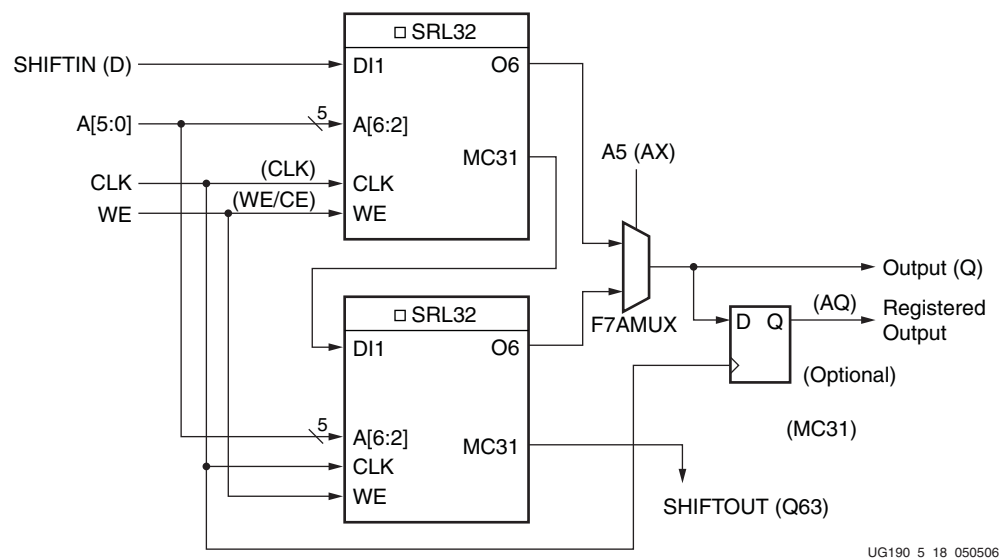 □ SRL32
SHIFTIN (D)
DI1
O6
A[5:0]
5
A[6:2]
MC31
A5 (AX)
CLK
(CLK)
CLK
WE
(WE/CE)
WE
Output (Q)
F7AMUX
□ SRL32
DI1
O6
D Q
(AQ)
Registered
Output
(Optional)
5
A[6:2]
MC31
(MC31)
CLK
WE
SHIFTOUT (Q63)
UG190_5_18_050506